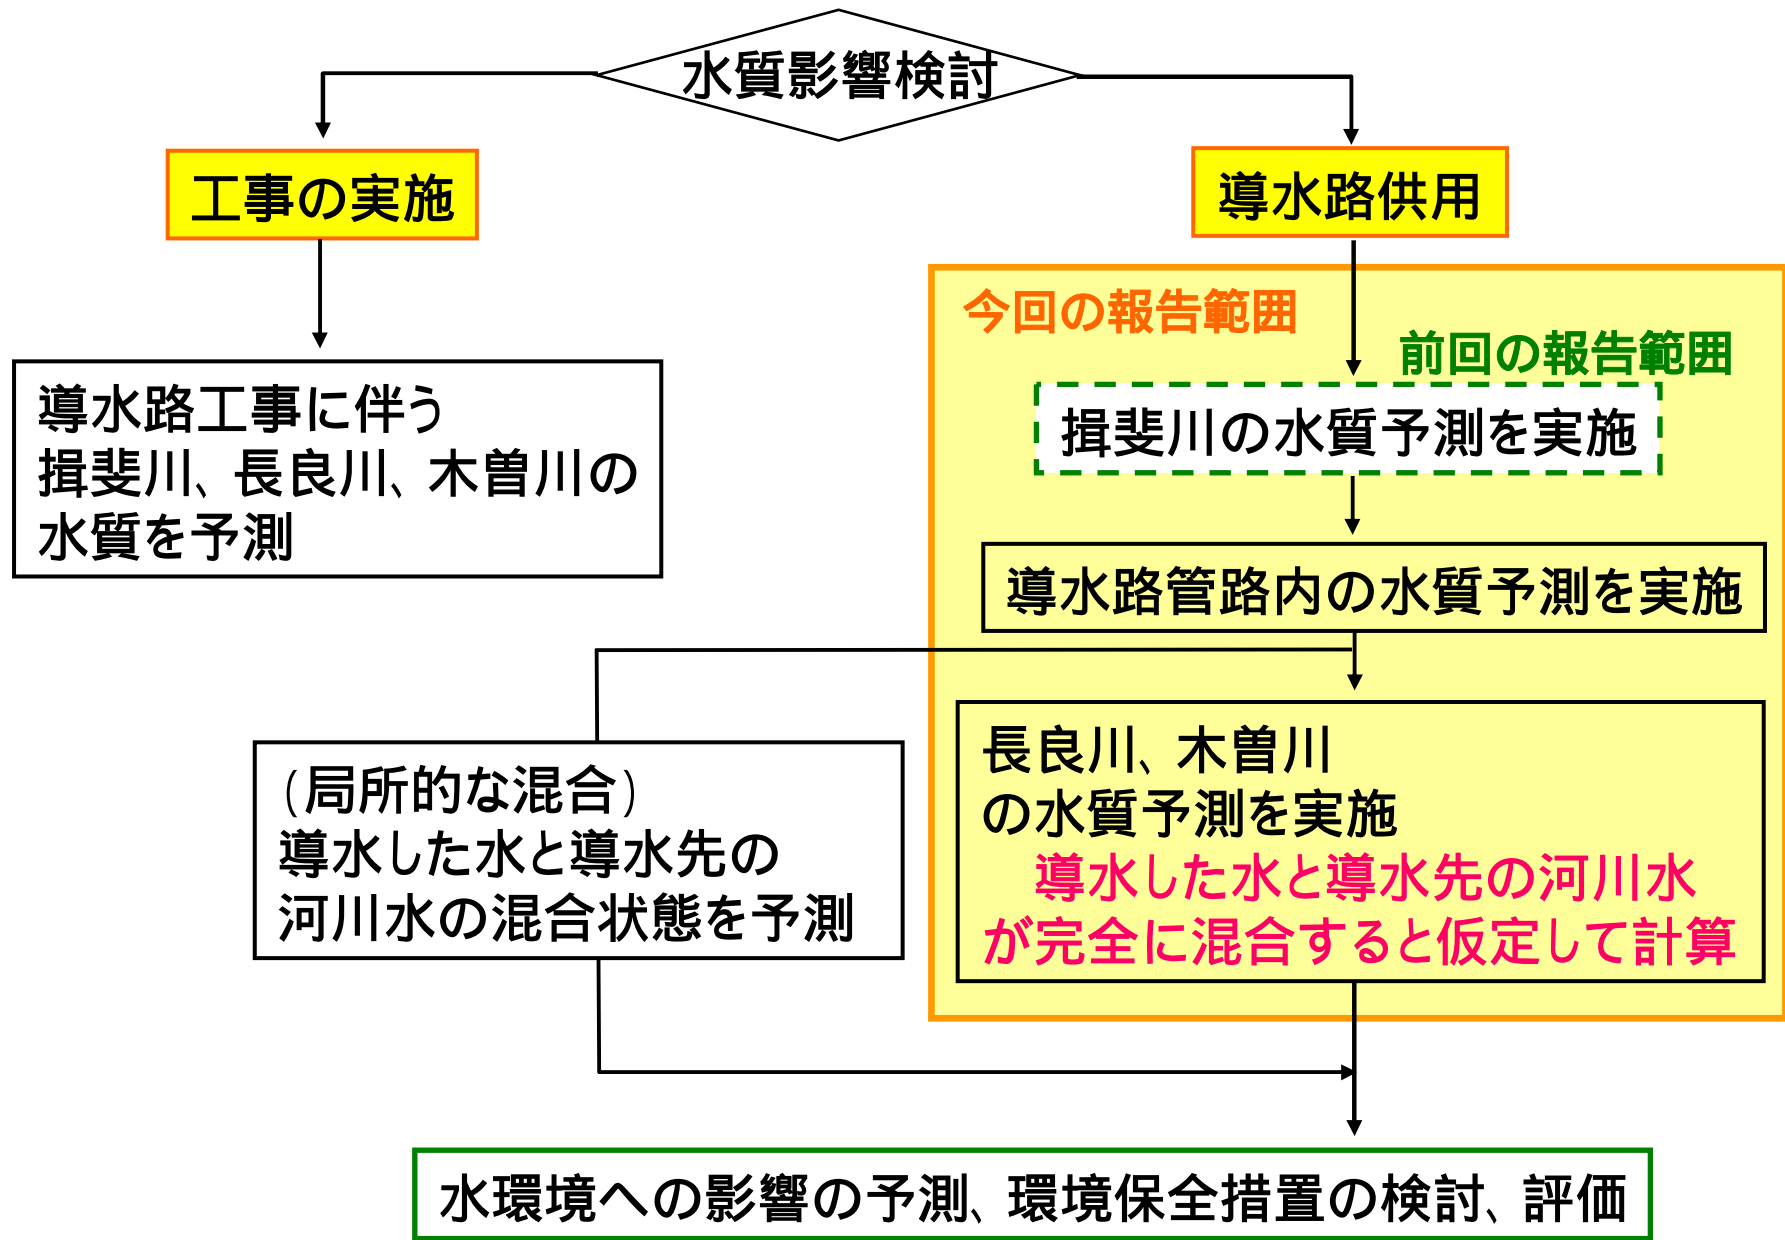 水質影響検討
工事の実施
導水路供用
今回の報告範囲
前回の報告範囲
導水路工事に伴う
揖斐川、長良川、木曽川の
水質を予測
揖斐川の水質予測を実施
導水路管路内の水質予測を実施
(局所的な混合)
導水した水と導水先の
河川水の混合状態を予測
長良川、木曽川
の水質予測を実施
導水した水と導水先の河川水
が完全に混合すると仮定して計算
水環境への影響の予測、環境保全措置の検討、評価